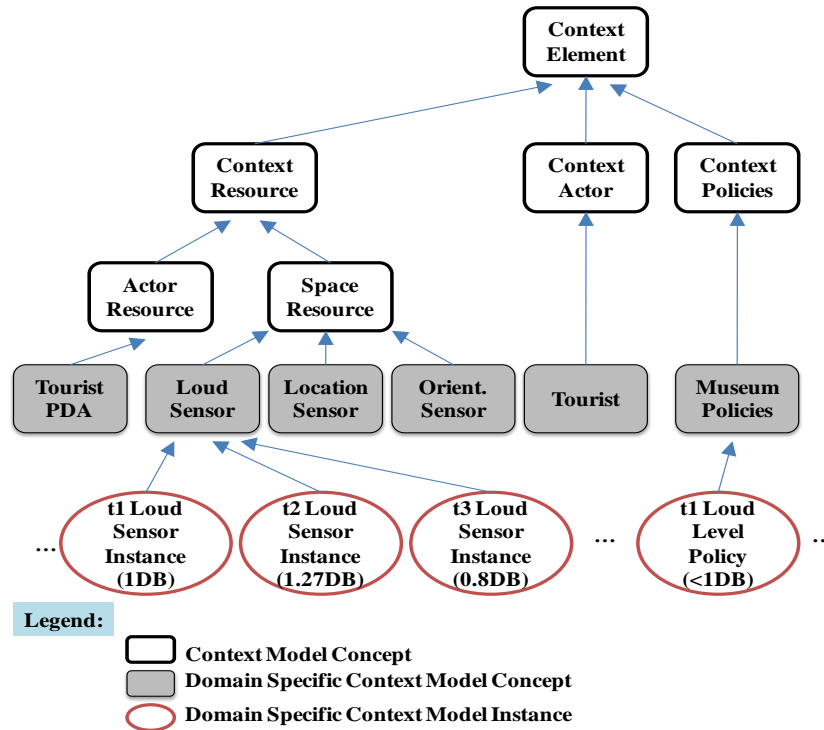 Context
Element
Context
Resource
Context
Actor
Context
Policies
Actor
Resource
Space
Resource
Tourist
PDA
Loud
Sensor
Location
Sensor
Orient.
Sensor
Tourist
Museum
Policies
...
t1 Loud
Sensor
Instance
(1DB)
t2 Loud
Sensor
Instance
(1.27DB)
t3 Loud
Sensor
Instance
(0.8DB)
...
t1 Loud
Level
Policy
(<1DB)
..
Legend:
Context Model Concept
Domain Specific Context Model Concept
Domain Specific Context Model Instance